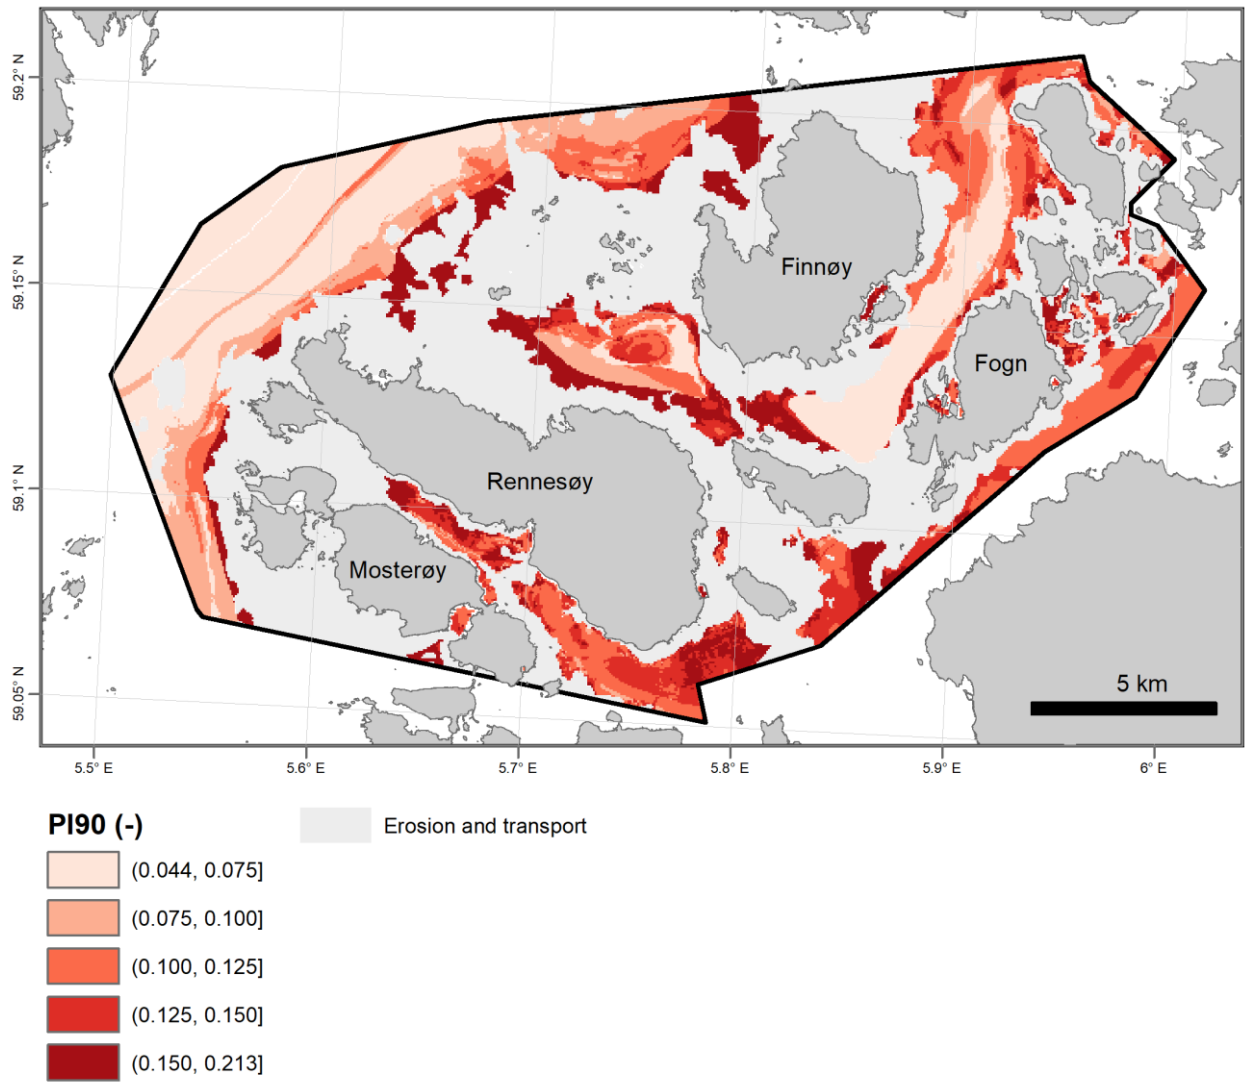 59.2° N
59.15° N
59.1° N
59.05° N
Finnøy
Fogn
Rennesøy
Mosterøy
5 km
5.5° E
5.6° E
5.7° E
5.8° E
5.9° E
6° E
PI90 (-)
Erosion and transport
(0.044, 0.075]
(0.075, 0.100]
(0.100, 0.125]
(0.125, 0.150]
(0.150, 0.213]